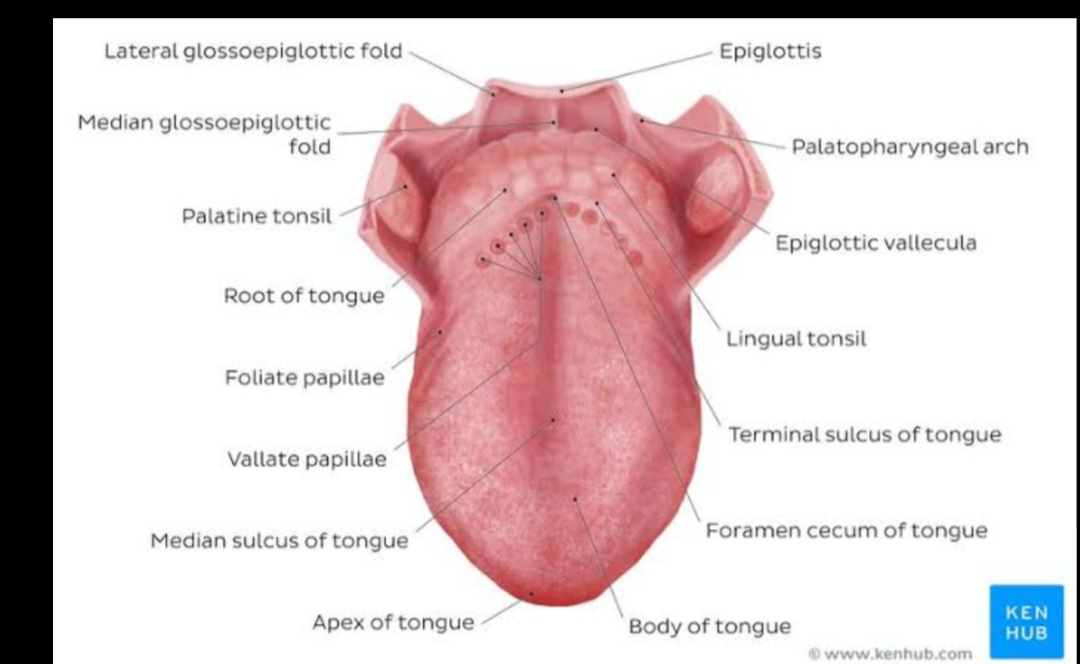 Lateral glossoepiglottic fold
Epiglottis
Median glossoepiglottic
fold
Palatopharyngeal arch
Palatine tonsil
Epiglottic vallecula
Root of tongue
Lingual tonsil
Foliate papillae
Terminal sulcus of tongue
Vallate papillae
Foramen cecum of tongue
Median sulcus of tongue
Apex of tongue
Body of tongue
KEN
HUB
© www.kenhub.com